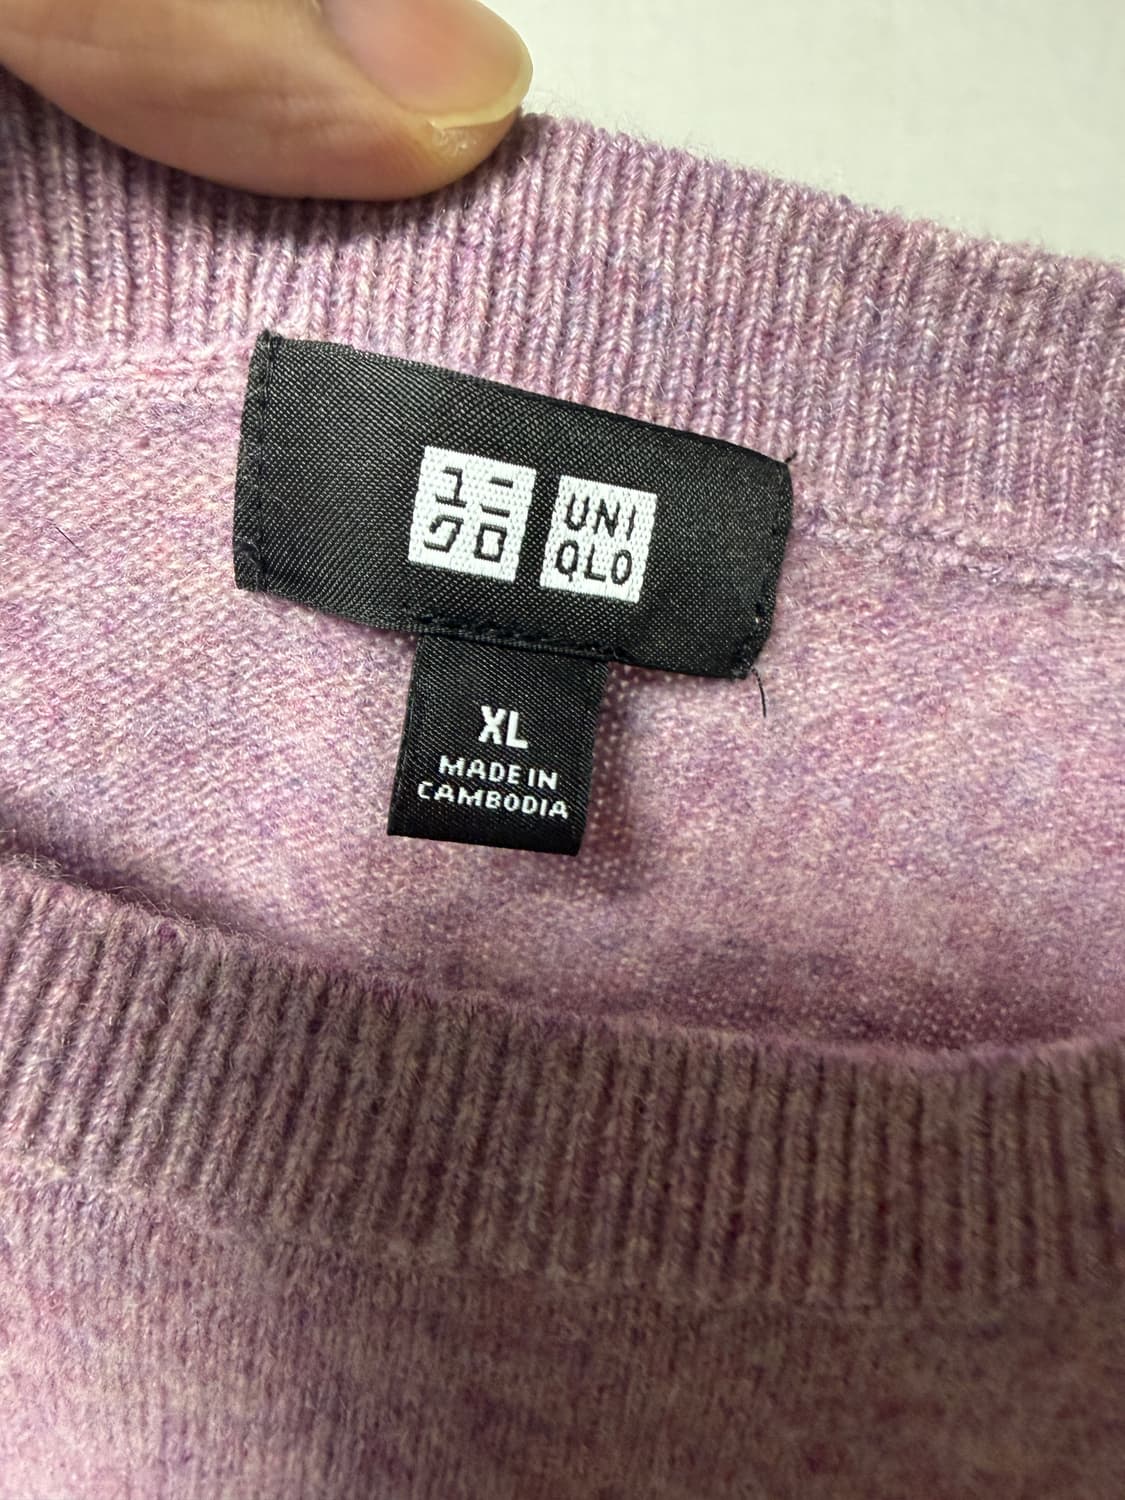 ユニ
クロ
UNI
QLO
XL
MADE IN
CAMBODIA